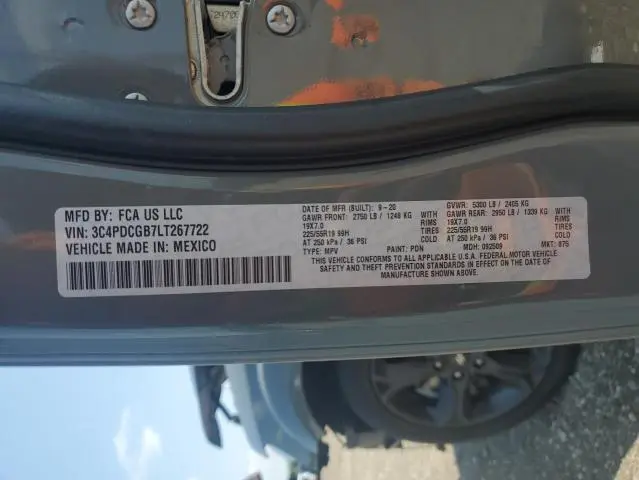 24706
MFD BY: FCA US LLC
VIN: 3C4PDCGB7LT267722
VEHICLE MADE IN: MEXICO
DATE OF MFR (BUILT): 9-20
GAWR FRONT: 2750 LB / 1248 KG WITH
19X7.0 RIMS
225/55R19 99H TIRES
AT 250 kPa / 36 PSI
TYPE: MPV PAINT: PDN
GVWR: 5300 LB / 2405 KG
GAWR REAR: 2950 LB / 1339 KG WITH
19X7.0 RIMS
225/55R19 99H TIRES
AT 250 kPa / 36 PSI
MDH: 092509 MKT: 875
THIS VEHICLE CONFORMS TO ALL APPLICABLE U.S.A. FEDERAL MOTOR VEHICLE
SAFETY AND THEFT PREVENTION STANDARDS IN EFFECT ON THE DATE OF
MANUFACTURE SHOWN ABOVE.